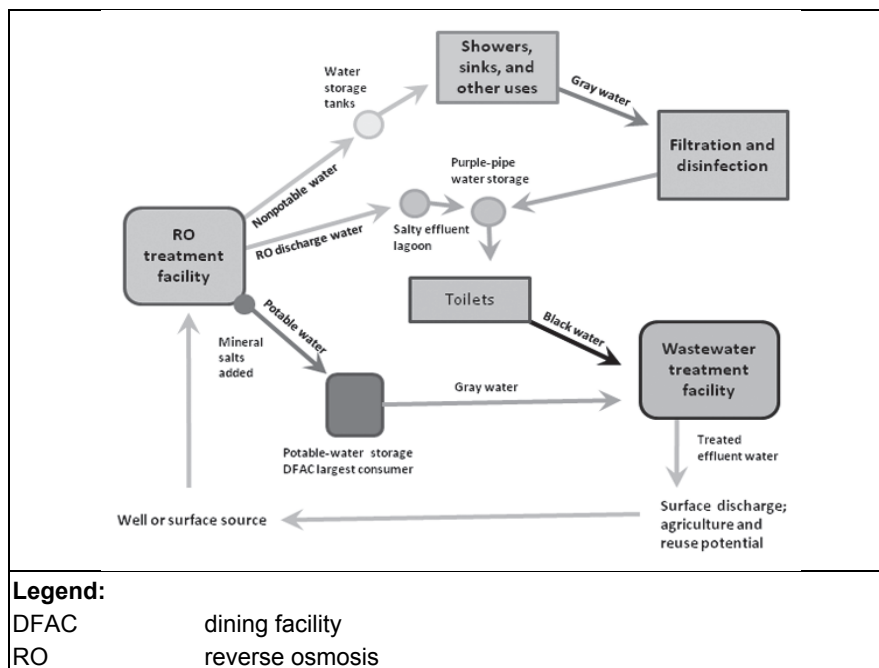 Showers,
sinks, and
other uses
Water
storage
tanks
Gray water
Filtration and
disinfection
Purple-pipe
water storage
Nonpotable water
RO discharge water
Salty effluent
lagoon
RO
treatment
facility
Toilets
Potable water
Black water
Mineral
salts
added
Wastewater
treatment
facility
Gray water
Potable-water storage
DFAC largest consumer
Treated
effluent water
Well or surface source
Surface discharge;
agriculture and
reuse potential
Legend:
DFAC dining facility
RO reverse osmosis